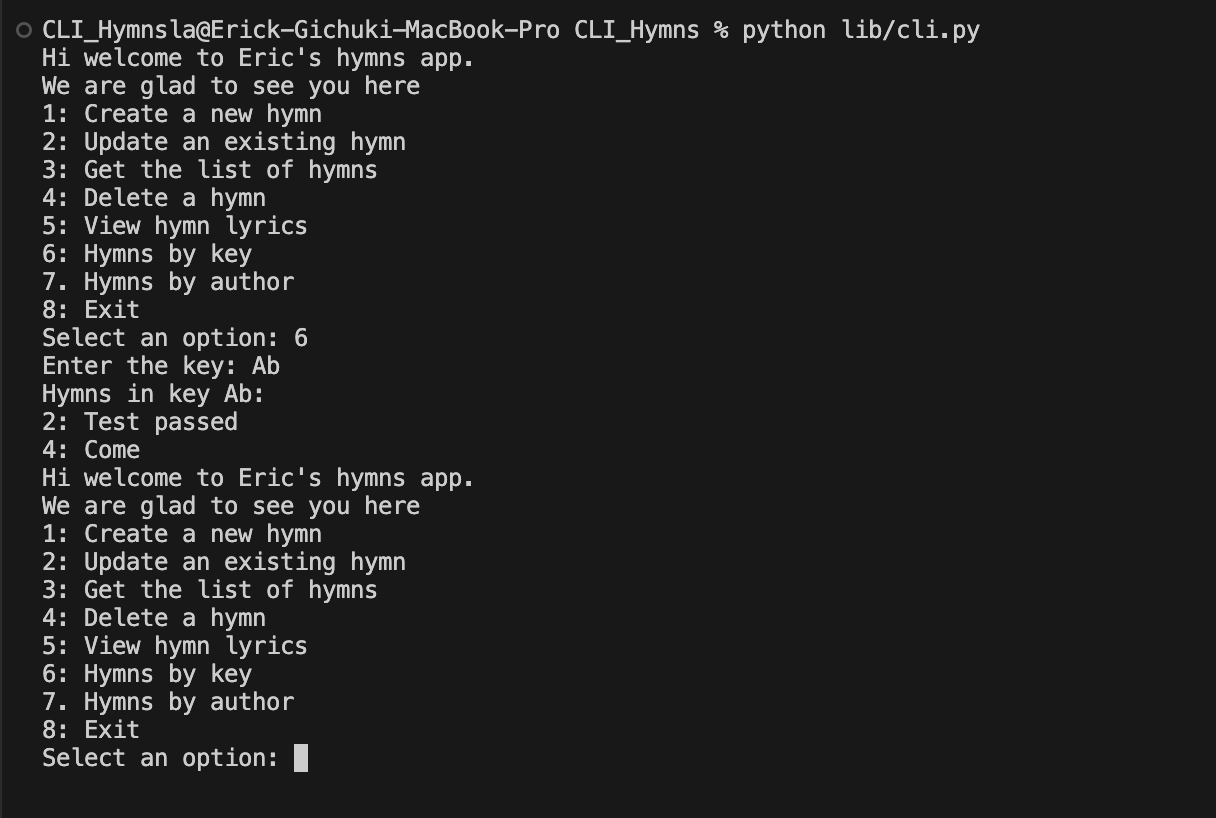 CLI_Hymnsla@Erick-Gichuki-MacBook-Pro CLI_Hymns % python lib/cli.py
Hi welcome to Eric's hymns app.
We are glad to see you here
1: Create a new hymn
2: Update an existing hymn
3: Get the list of hymns
4: Delete a hymn
5: View hymn lyrics
6: Hymns by key
7. Hymns by author
8: Exit
Select an option: 6
Enter the key: Ab
Hymns in key Ab:
2: Test passed
4: Come
Hi welcome to Eric's hymns app.
We are glad to see you here
1: Create a new hymn
2: Update an existing hymn
3: Get the list of hymns
4: Delete a hymn
5: View hymn lyrics
6: Hymns by key
7. Hymns by author
8: Exit
Select an option: